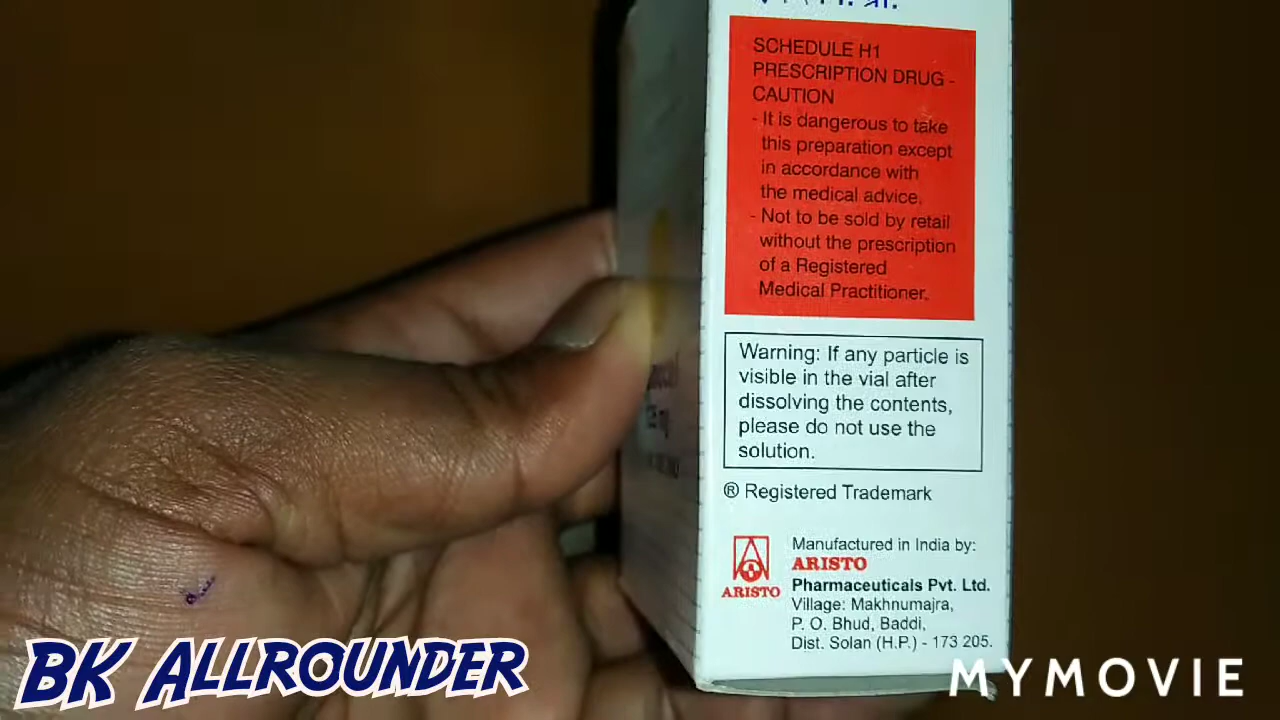 SCHEDULE H1
PRESCRIPTION DRUG -
CAUTION
- It is dangerous to take
this preparation except
in accordance with
the medical advice.
- Not to be sold by retail
without the prescription
of a Registered
Medical Practitioner.
Warning: If any particle is
visible in the vial after
dissolving the contents,
please do not use the
solution.
® Registered Trademark
Manufactured in India by:
ARISTO
ARISTO
Pharmaceuticals Pvt. Ltd.
Village: Makhnumajra,
P. O. Bhud, Baddi,
Dist. Solan (H.P.) - 173 205.
BK ALLROUNDER
MYMOVIE